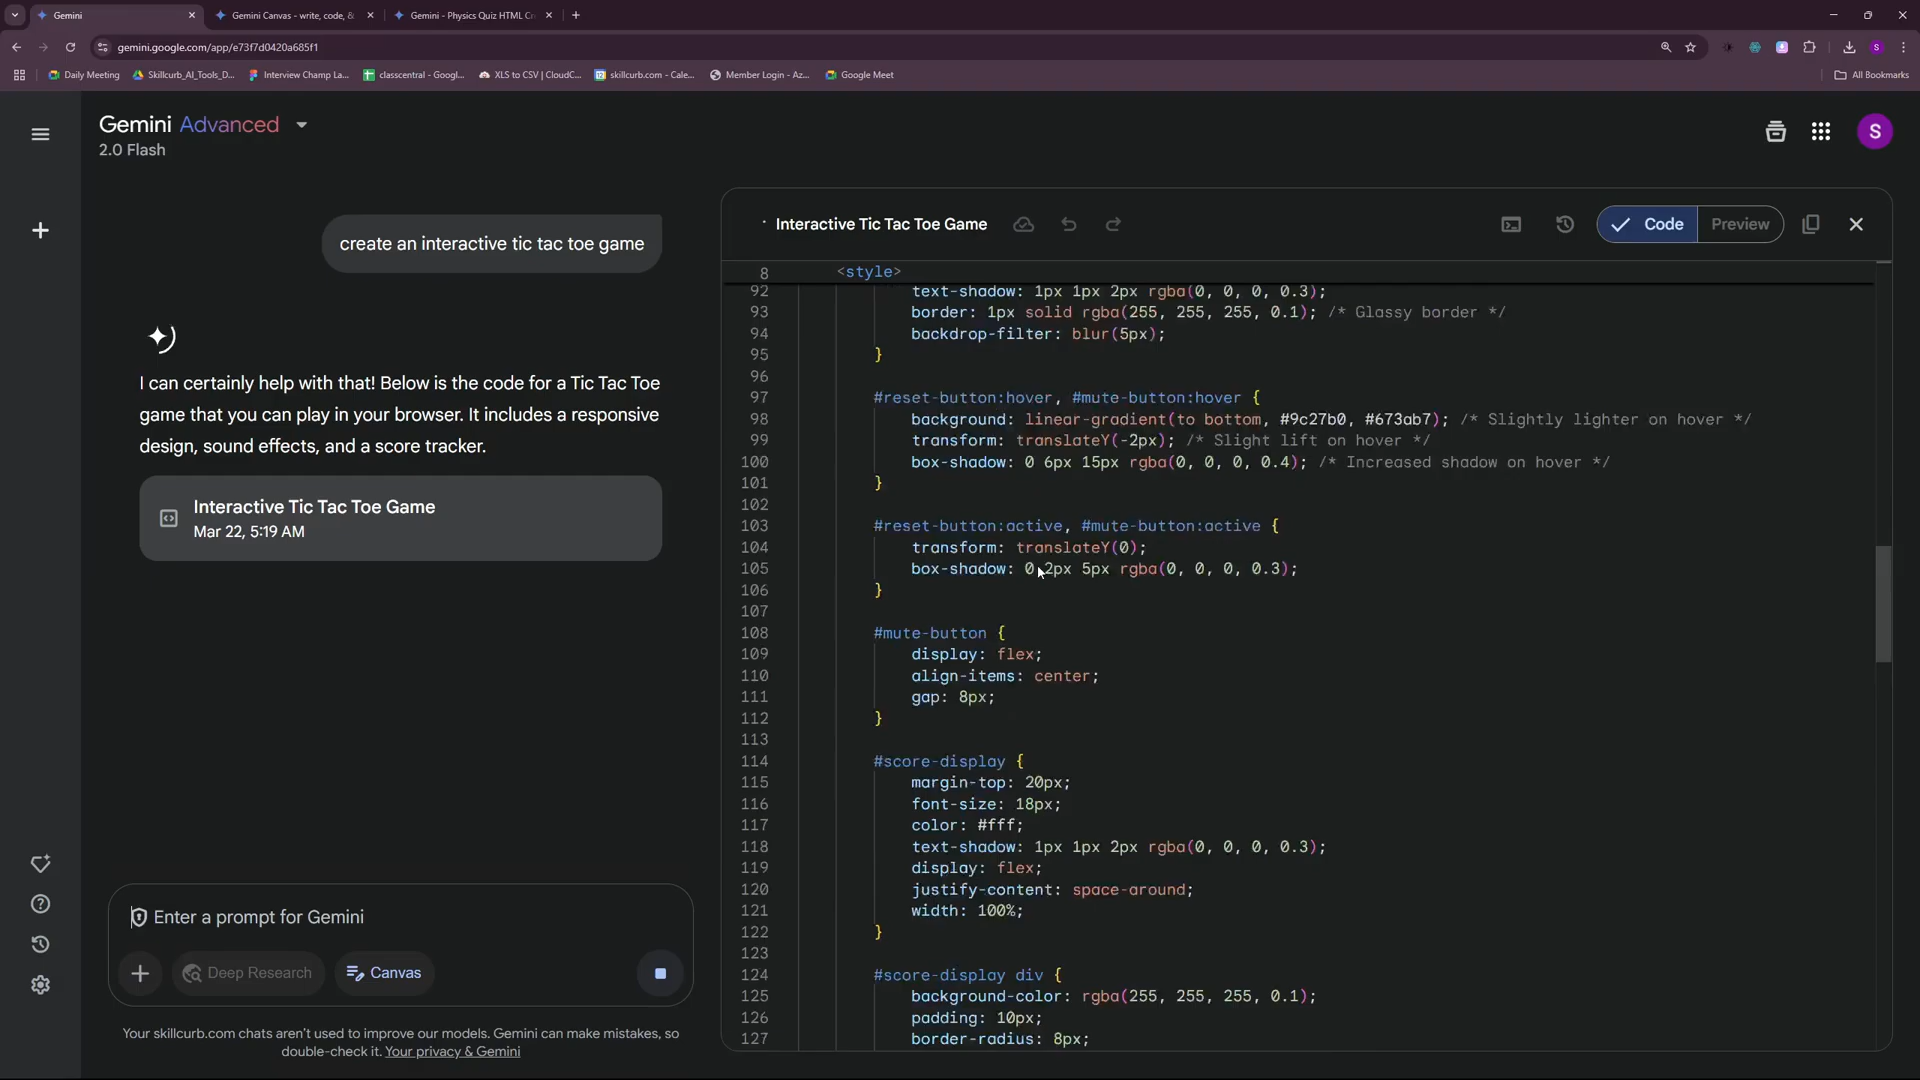 Gemini
Gemini Canvas - write, code, &
Gemini - Physics Quiz HTML Cr
gemini.google.com/app/e73f7d0420a685f1
Daily Meeting
Skillcurb_AI_Tools_D...
Interview Champ La...
classcentral - Googl...
XLS to CSV | CloudC...
skillcurb.com - Cale...
Member Login - Az...
Google Meet
All Bookmarks
Gemini Advanced
2.0 Flash
S
create an interactive tic tac toe game
I can certainly help with that! Below is the code for a Tic Tac Toe
game that you can play in your browser. It includes a responsive
design, sound effects, and a score tracker.
Interactive Tic Tac Toe Game
Mar 22, 5:19 AM
Enter a prompt for Gemini
Deep Research
Canvas
Your skillcurb.com chats aren't used to improve our models. Gemini can make mistakes, so
double-check it. Your privacy & Gemini
Interactive Tic Tac Toe Game
Code
Preview
8 <style>
92 text-shadow: 1px 1px 2px rgba(0, 0, 0, 0.3);
93 border: 1px solid rgba(255, 255, 255, 0.1); /* Glassy border */
94 backdrop-filter: blur(5px);
95 }
96
97 #reset-button:hover, #mute-button:hover {
98 background: linear-gradient(to bottom, #9c27b0, #673ab7); /* Slightly lighter on hover */
99 transform: translateY(-2px); /* Slight lift on hover */
100 box-shadow: 0 6px 15px rgba(0, 0, 0, 0.4); /* Increased shadow on hover */
101 }
102
103 #reset-button:active, #mute-button:active {
104 transform: translateY(0);
105 box-shadow: 0 2px 5px rgba(0, 0, 0, 0.3);
106 }
107
108 #mute-button {
109 display: flex;
110 align-items: center;
111 gap: 8px;
112 }
113
114 #score-display {
115 margin-top: 20px;
116 font-size: 18px;
117 color: #fff;
118 text-shadow: 1px 1px 2px rgba(0, 0, 0, 0.3);
119 display: flex;
120 justify-content: space-around;
121 width: 100%;
122 }
123
124 #score-display div {
125 background-color: rgba(255, 255, 255, 0.1);
126 padding: 10px;
127 border-radius: 8px;